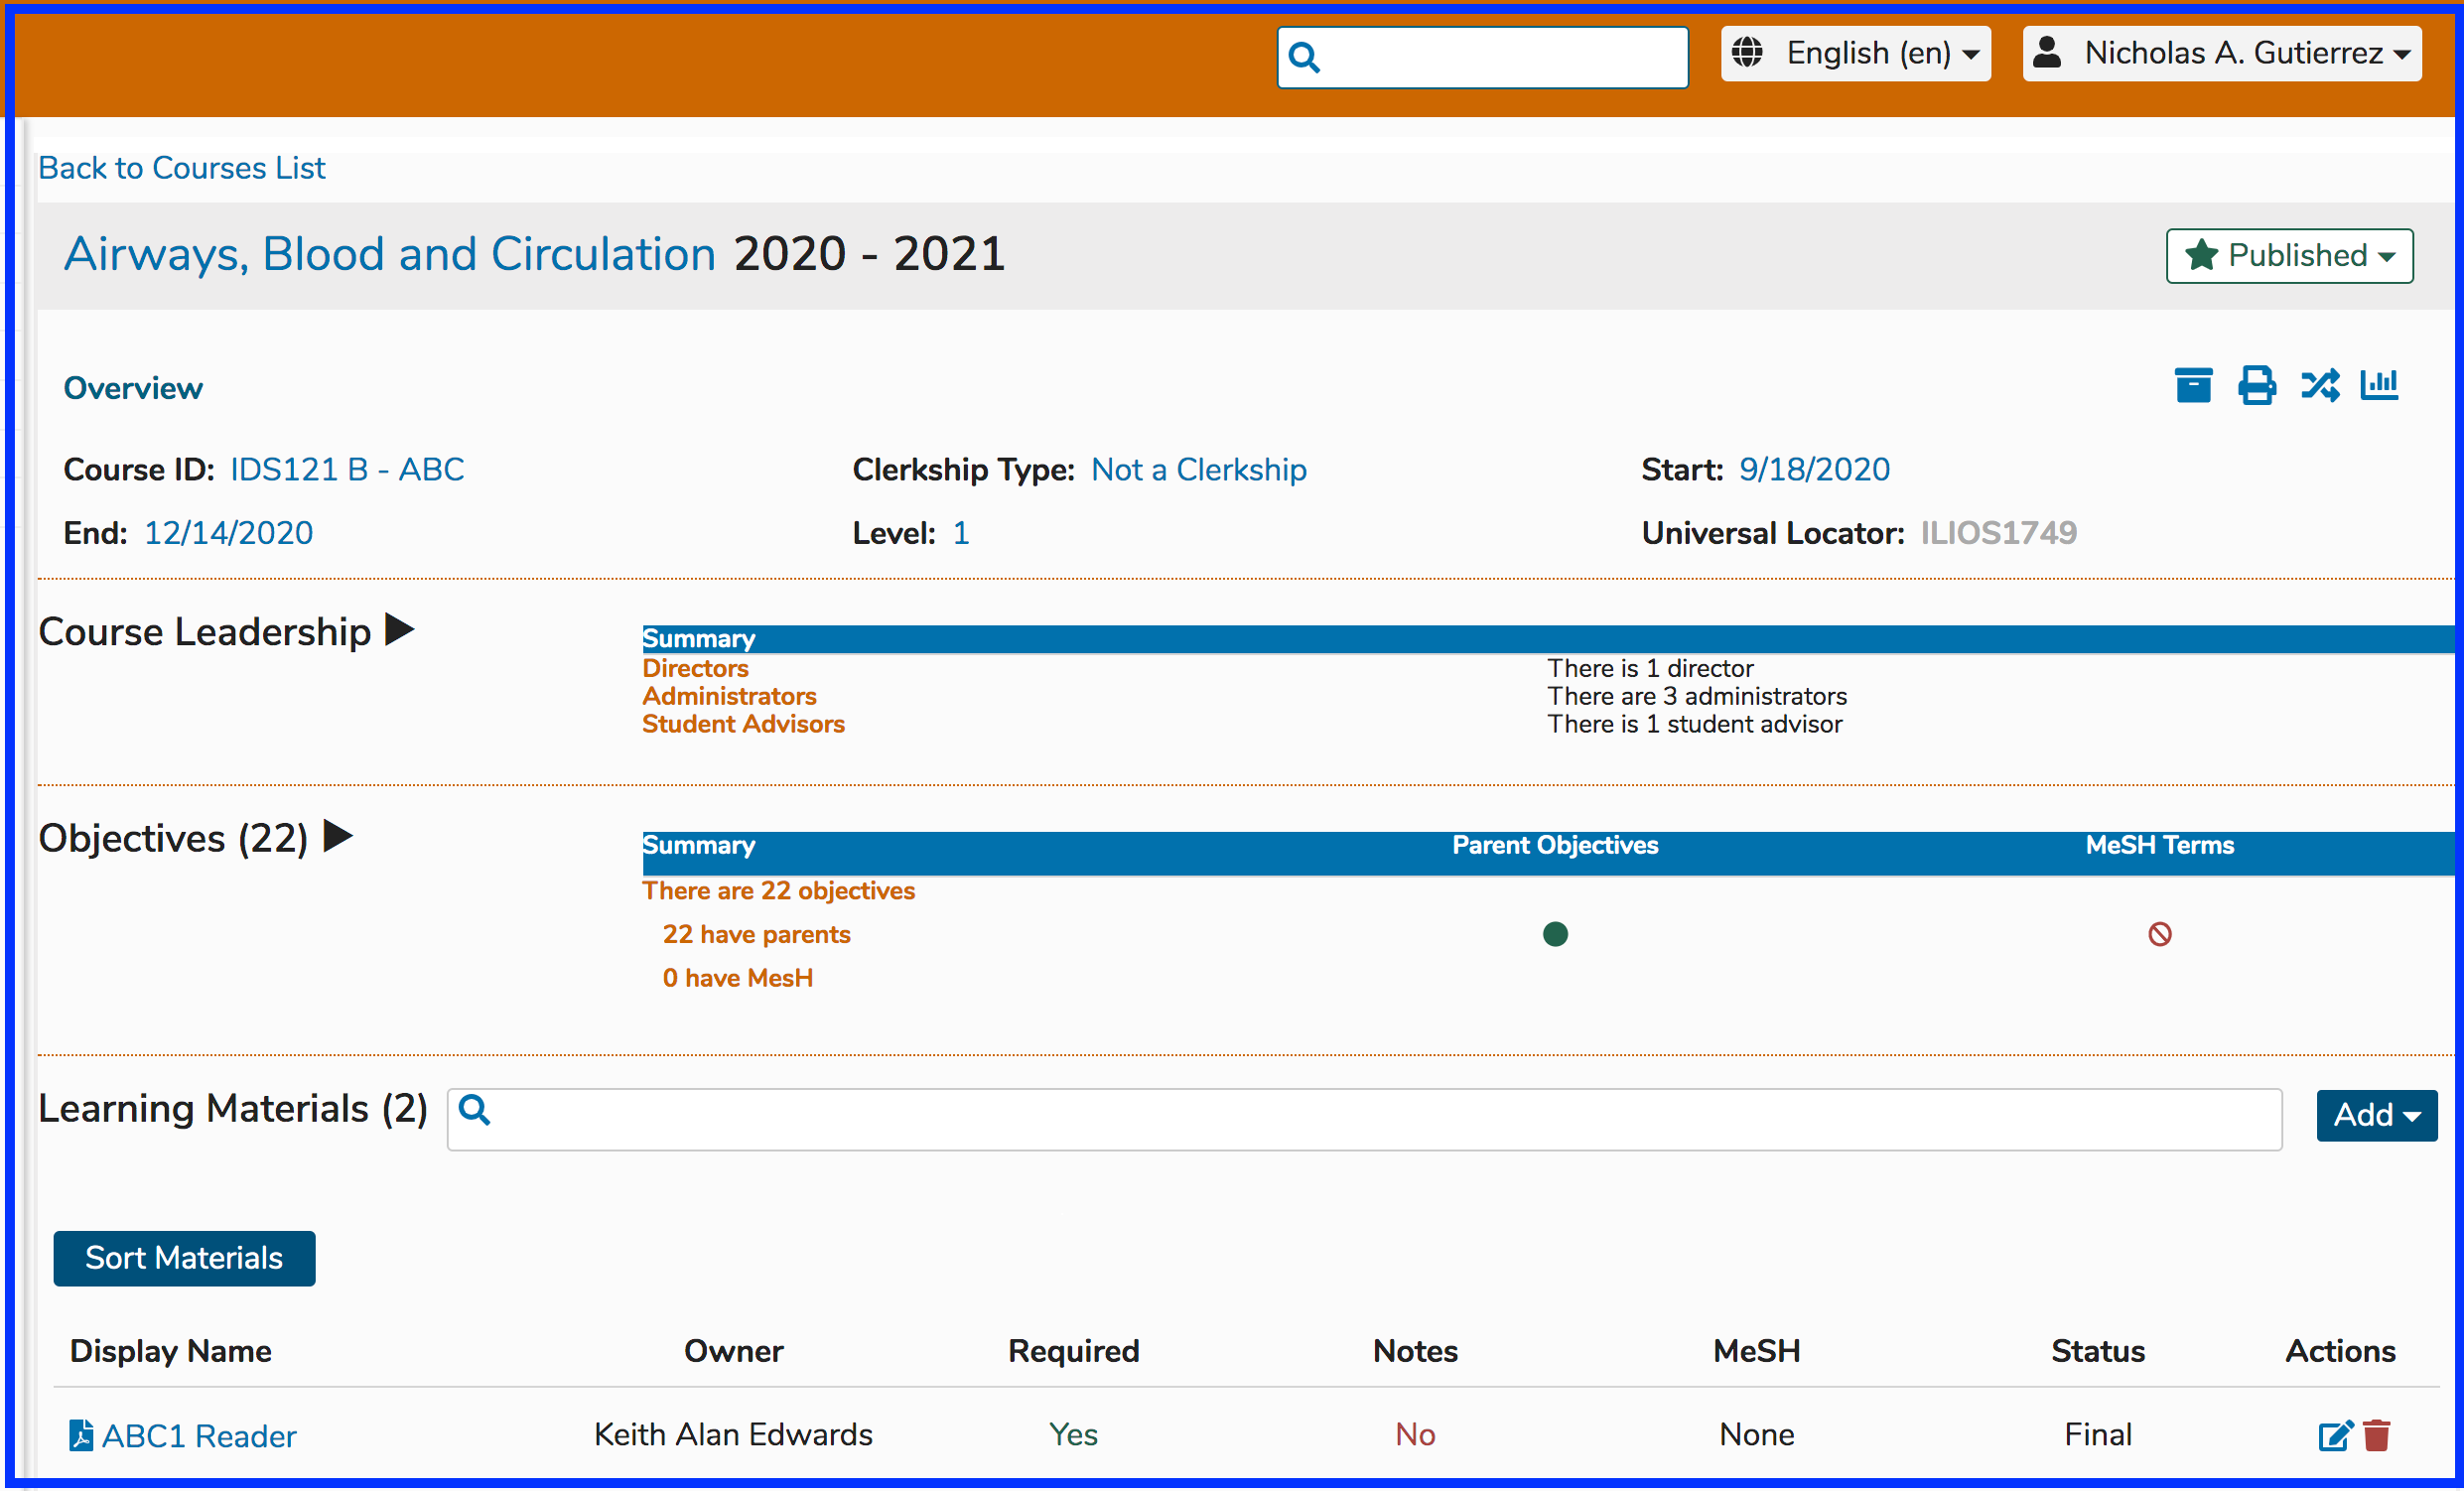 English (en) Nicholas A. Gutierrez
Back to Courses List
Airways, Blood and Circulation 2020 - 2021 Published
Overview
Course ID: IDS121 B - ABC Clerkship Type: Not a Clerkship Start: 9/18/2020
End: 12/14/2020 Level: 1 Universal Locator: ILIOS1749
Course Leadership
Summary
Directors There is 1 director
Administrators There are 3 administrators
Student Advisors There is 1 student advisor
Objectives (22)
Summary Parent Objectives MeSH Terms
There are 22 objectives
22 have parents
0 have MesH
Learning Materials (2) Add
Sort Materials
Display Name Owner Required Notes MeSH Status Actions
ABC1 Reader Keith Alan Edwards Yes No None Final